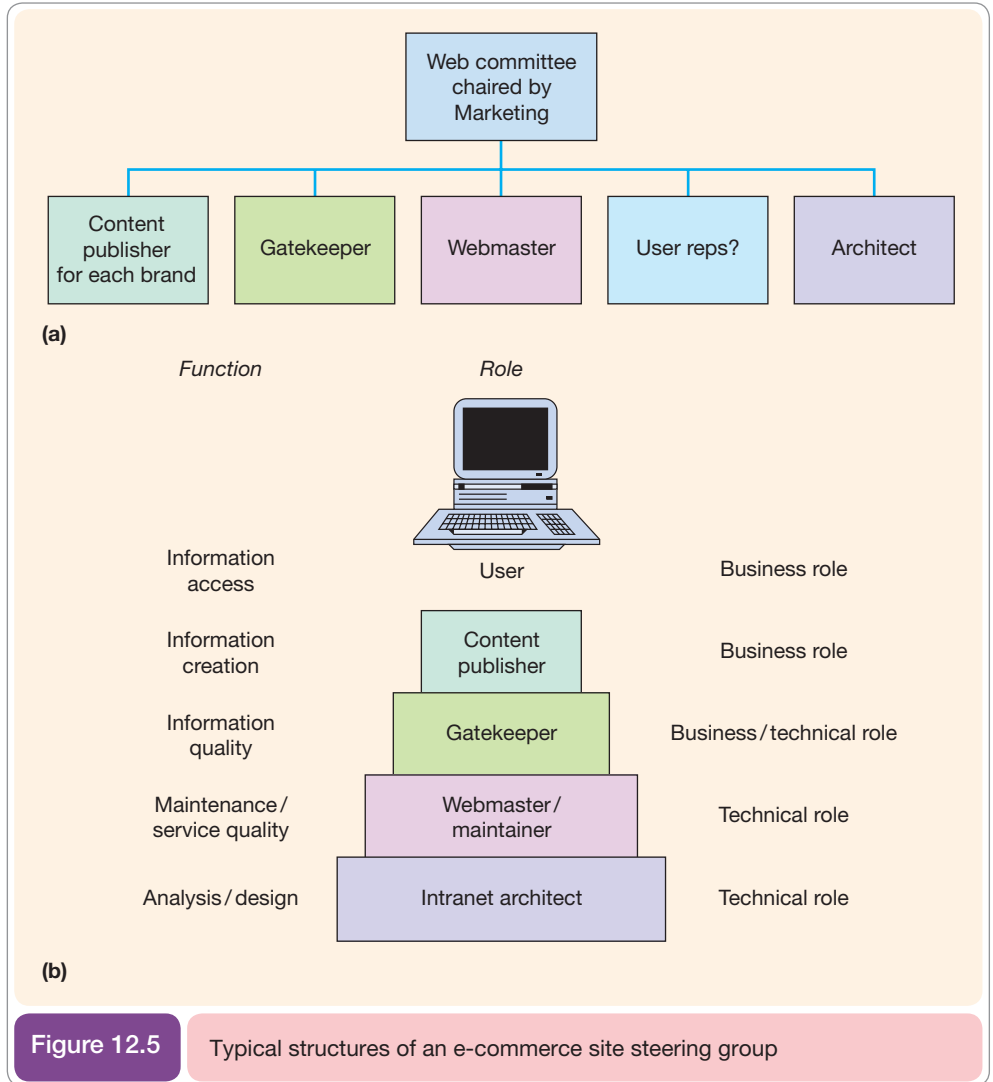 Web committee
chaired by
Marketing
Content
publisher
for each brand
Gatekeeper
Webmaster
User reps?
Architect
(a)
Function
Role
Information
access
User
Business role
Information
creation
Content
publisher
Business role
Information
quality
Gatekeeper
Business/technical role
Maintenance/
service quality
Webmaster/
maintainer
Technical role
Analysis/design
Intranet architect
Technical role
(b)
Figure 12.5
Typical structures of an e-commerce site steering group